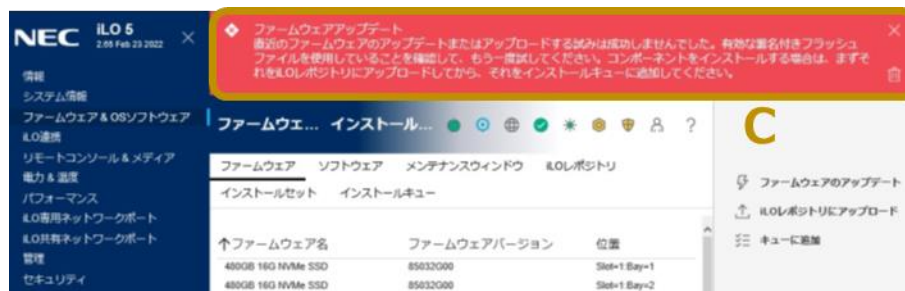 NEC
iLO 5
2.65 Feb 23 2022
ファームウェアアップデート
直近のファームウェアのアップデートまたはアップロードする試みは成功しませんでした。有効な署名付きフラッシュ
ファイルを使用していることを確認して、もう一度試してください。コンポーネントをインストールする場合は、まずそ
れをiLOレポジトリにアップロードしてから、それをインストールキューに追加してください。
C
情報
システム情報
ファームウェア & OSソフトウェア
iLO連携
リモートコンソール & メディア
電力 & 温度
パフォーマンス
iLO専用ネットワークポート
iLO共有ネットワークポート
管理
セキュリティ
ファームウェ... インストール... ?
ファームウェア ソフトウェア メンテナンスウィンドウ iLOレポジトリ
インストールセット インストールキュー
↑ファームウェア名 ファームウェアバージョン 位置
480GB 16G NVMe SSD 85032G00 Slot=1:Bay=1
480GB 16G NVMe SSD 85032G00 Slot=1:Bay=2
ファームウェアのアップデート
iLOレポジトリにアップロード
キューに追加